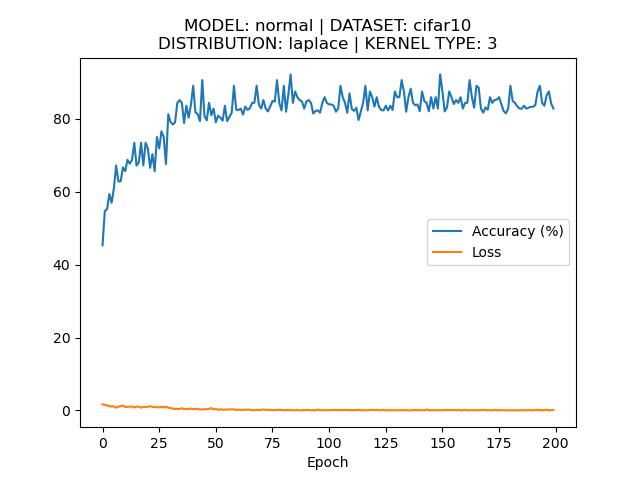 MODEL: normal | DATASET: cifar10
DISTRIBUTION: laplace | KERNEL TYPE: 3
80
60
40
20
0
Accuracy (%)
Loss
0 25 50 75 100 125 150 175 200
Epoch